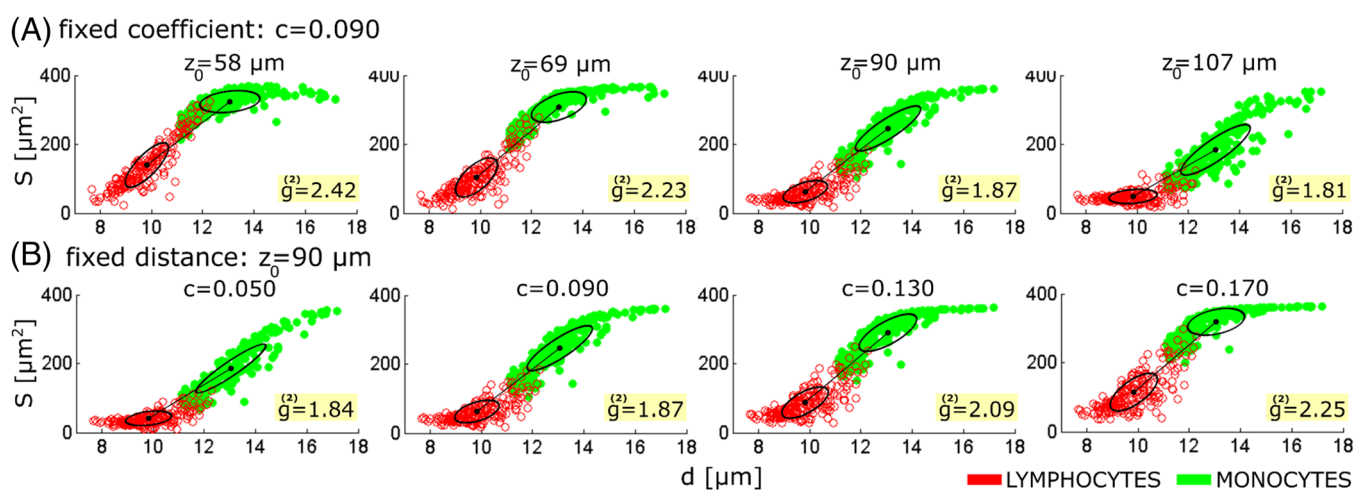 (A) fixed coefficient: c=0.090
z0=58 µm
z0=69 µm
z0=90 µm
z0=107 µm
S [µm²]
400
200
0
g(2)=2.42
8 10 12 14 16 18
400
200
0
g(2)=2.23
8 10 12 14 16 18
400
200
0
g(2)=1.87
8 10 12 14 16 18
400
200
0
g(2)=1.81
8 10 12 14 16 18
(B) fixed distance: z0=90 µm
c=0.050
c=0.090
c=0.130
c=0.170
S [µm²]
400
200
0
g(2)=1.84
8 10 12 14 16 18
400
200
0
g(2)=1.87
8 10 12 14 16 18
400
200
0
g(2)=2.09
8 10 12 14 16 18
400
200
0
g(2)=2.25
8 10 12 14 16 18
d [µm]
LYMPHOCYTES MONOCYTES